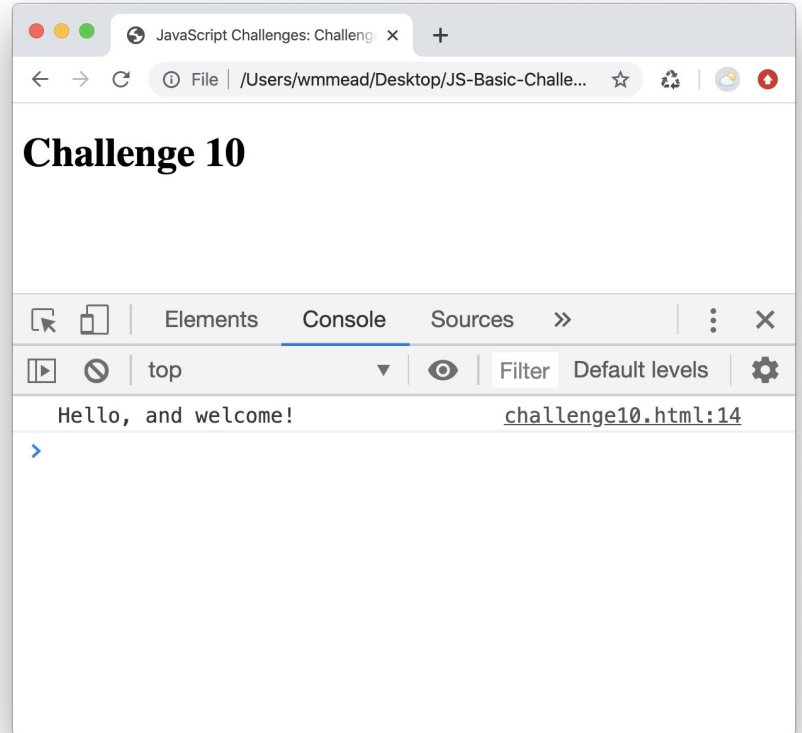 JavaScript Challenges: Challeng
File /Users/wmmead/Desktop/JS-Basic-Challe...
Challenge 10
Elements Console Sources
top Filter Default levels
Hello, and welcome! challenge10.html:14